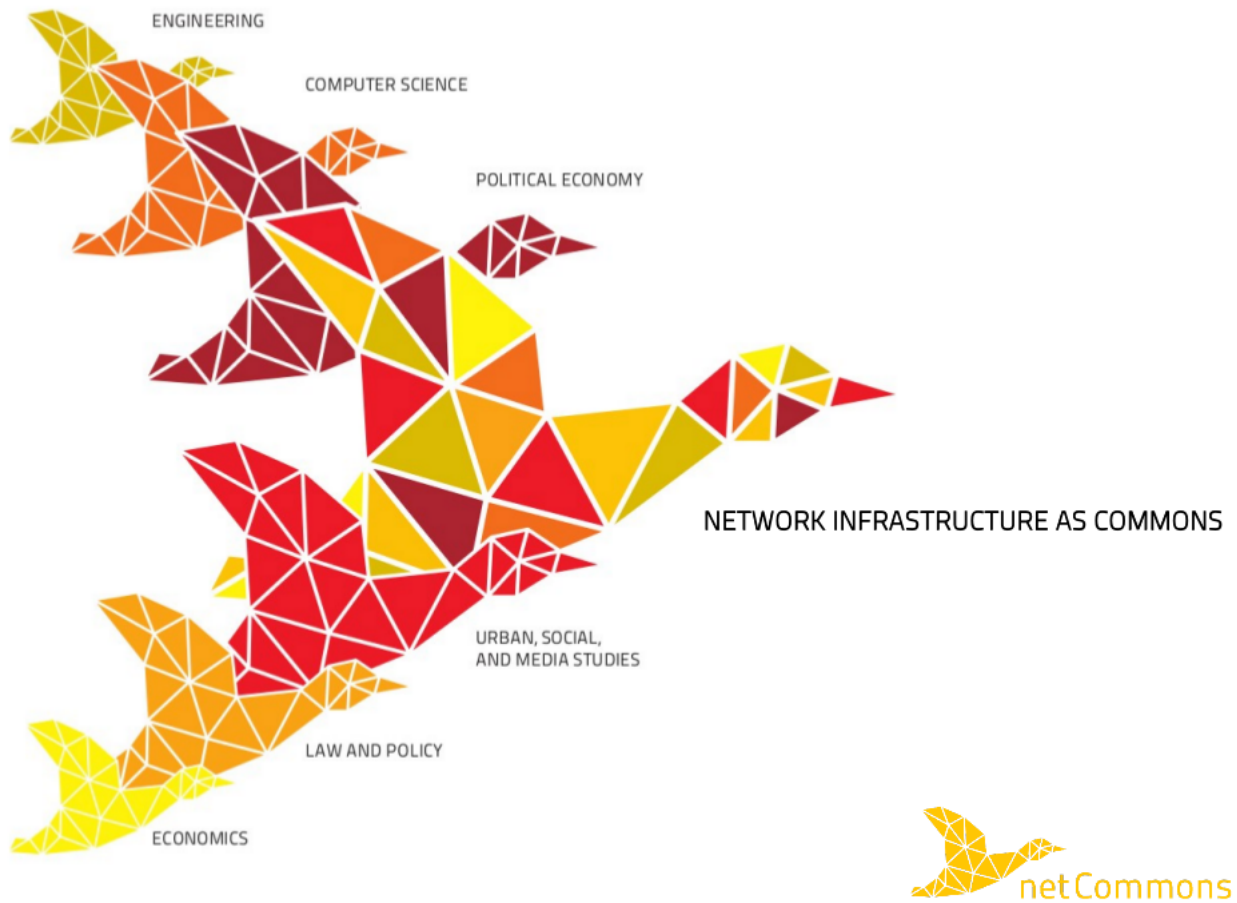 ENGINEERING
COMPUTER SCIENCE
POLITICAL ECONOMY
NETWORK INFRASTRUCTURE AS COMMONS
URBAN, SOCIAL,
AND MEDIA STUDIES
LAW AND POLICY
ECONOMICS
netCommons